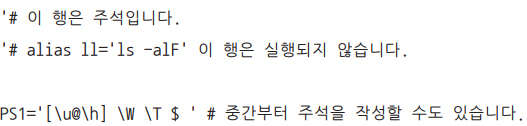 '# 이 행은 주석입니다.
'# alias ll='ls -alF' 이 행은 실행되지 않습니다.
PS1='[\u@\h] \W \T $ ' # 중간부터 주석을 작성할 수도 있습니다.